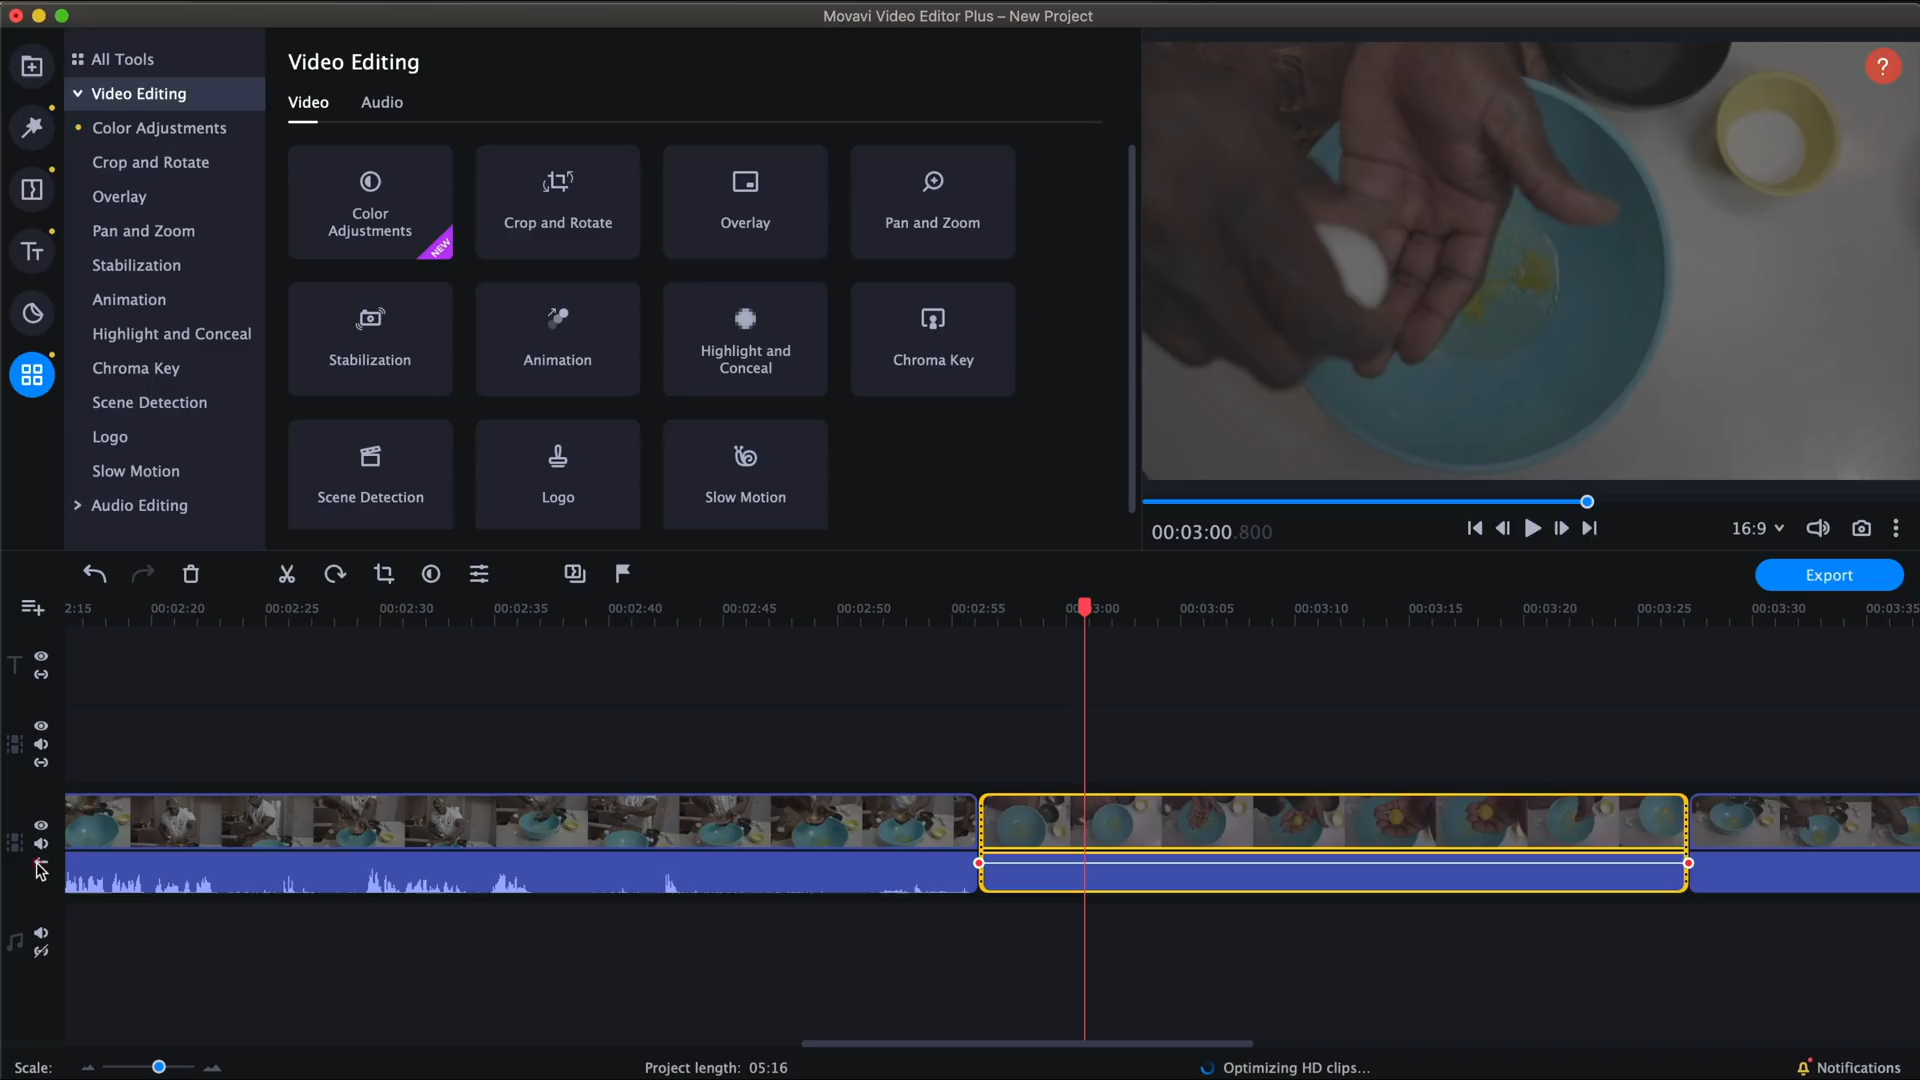 Movavi Video Editor Plus – New Project
All Tools
Video Editing
Color Adjustments
Crop and Rotate
Overlay
Pan and Zoom
Stabilization
Animation
Highlight and Conceal
Chroma Key
Scene Detection
Logo
Slow Motion
Audio Editing
Video Editing
Video Audio
Color
Adjustments
NEW
Crop and Rotate
Overlay
Pan and Zoom
Stabilization
Animation
Highlight and
Conceal
Chroma Key
Scene Detection
Logo
Slow Motion
?
00:03:00.800
16:9
Export
2:15 00:02:20 00:02:25 00:02:30 00:02:35 00:02:40 00:02:45 00:02:50 00:02:55 3:00 00:03:05 00:03:10 00:03:15 00:03:20 00:03:25 00:03:30 00:03:35
Scale:
Project length: 05:16
Optimizing HD clips...
Notifications